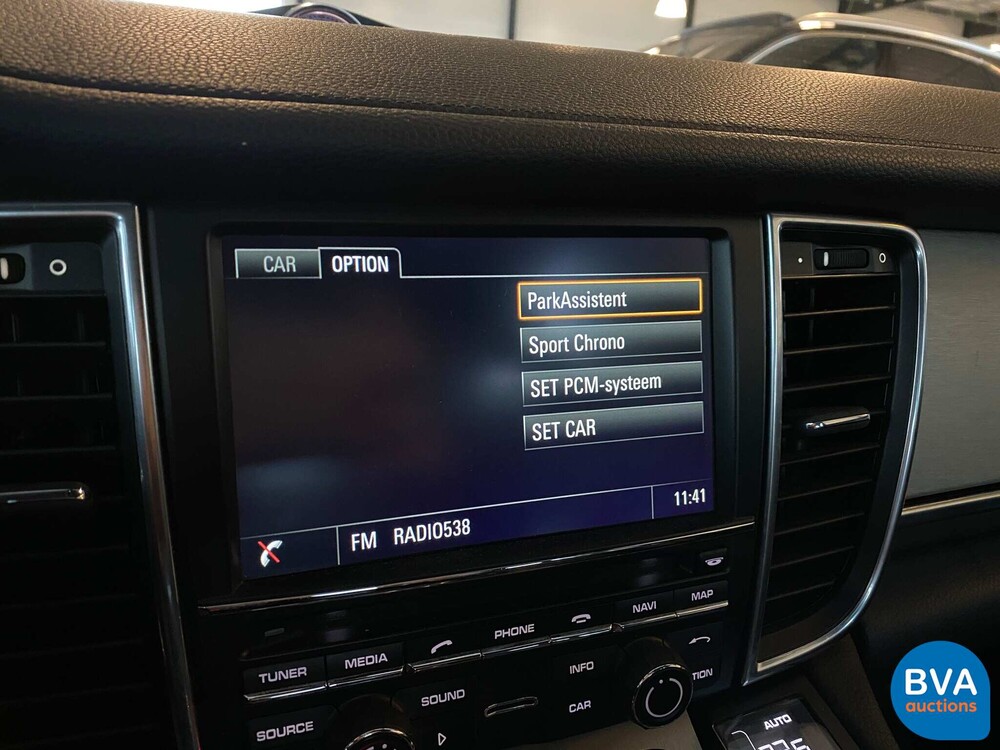 CAR
OPTION
ParkAssistent
Sport Chrono
SET PCM-systeem
SET CAR
FM RADIO538
11:41
TUNER
MEDIA
PHONE
NAVI
MAP
SOURCE
SOUND
INFO
CAR
TION
AUTO
BVA
auctions